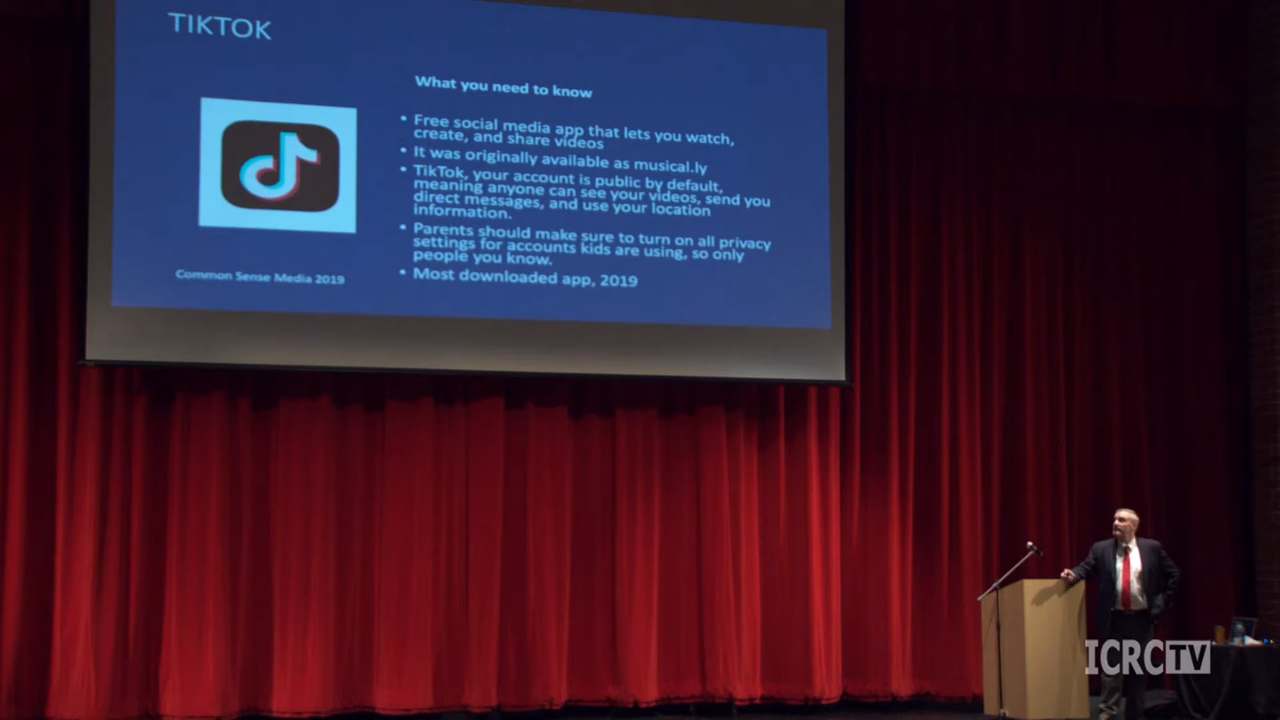 TIKTOK
What you need to know
• Free social media app that lets you watch,
create, and share videos
• It was originally available as musical.ly
• TikTok, your account is public by default,
meaning anyone can see your videos, send you
direct messages, and use your location
information.
• Parents should make sure to turn on all privacy
settings for accounts kids are using, so only
people you know.
• Most downloaded app, 2019
Common Sense Media 2019
ICRCTV